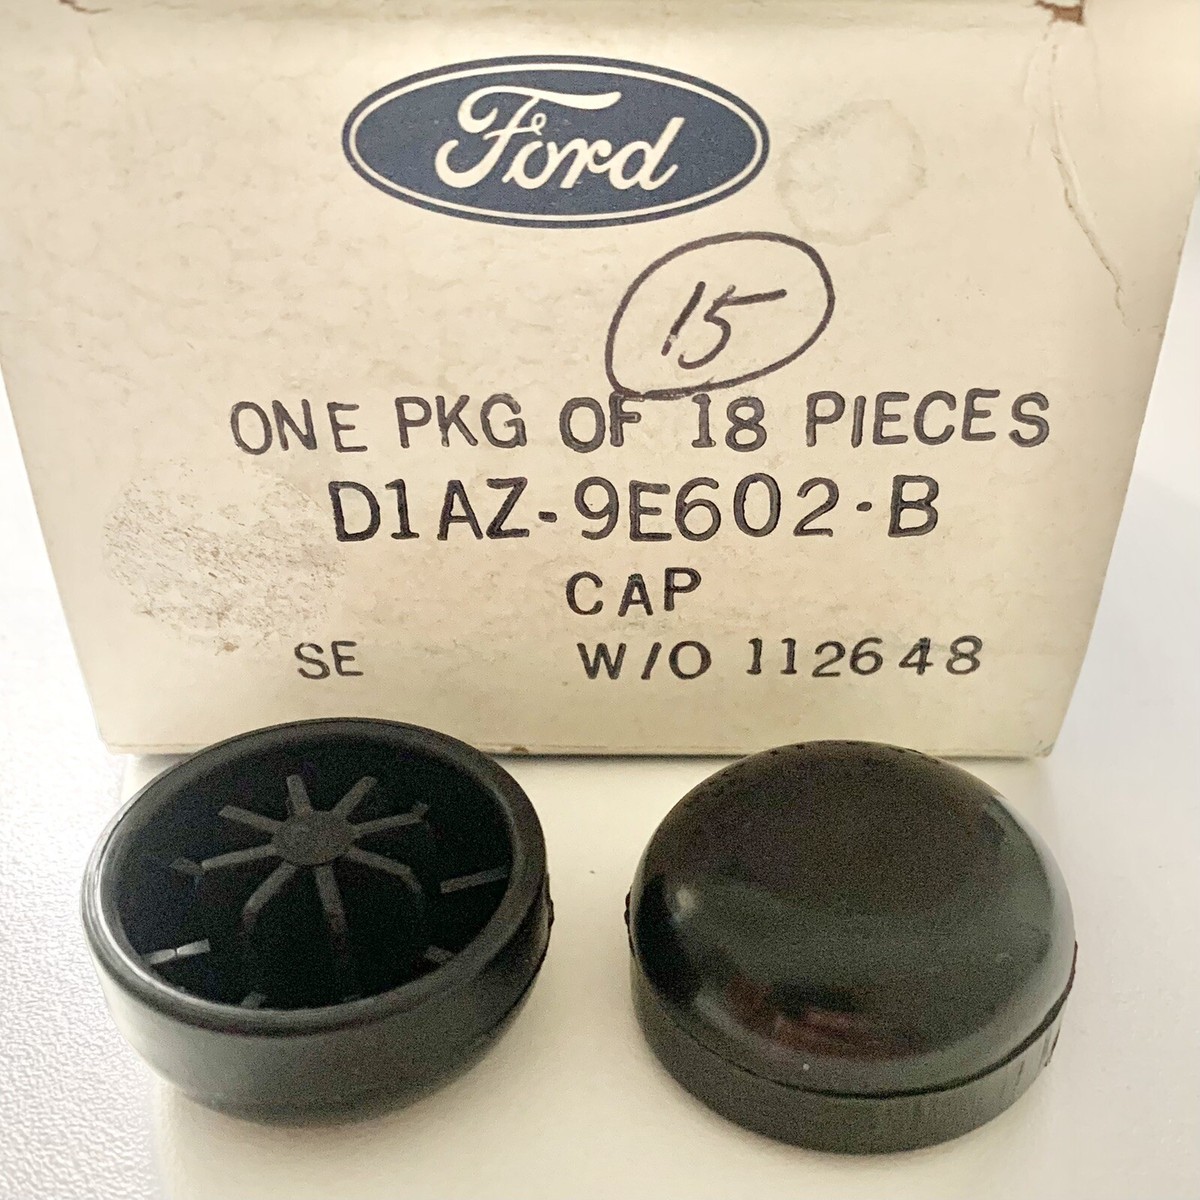 Ford
15
ONE PKG OF 18 PIECES
D1AZ-9E602-B
CAP
SE W/O 112648